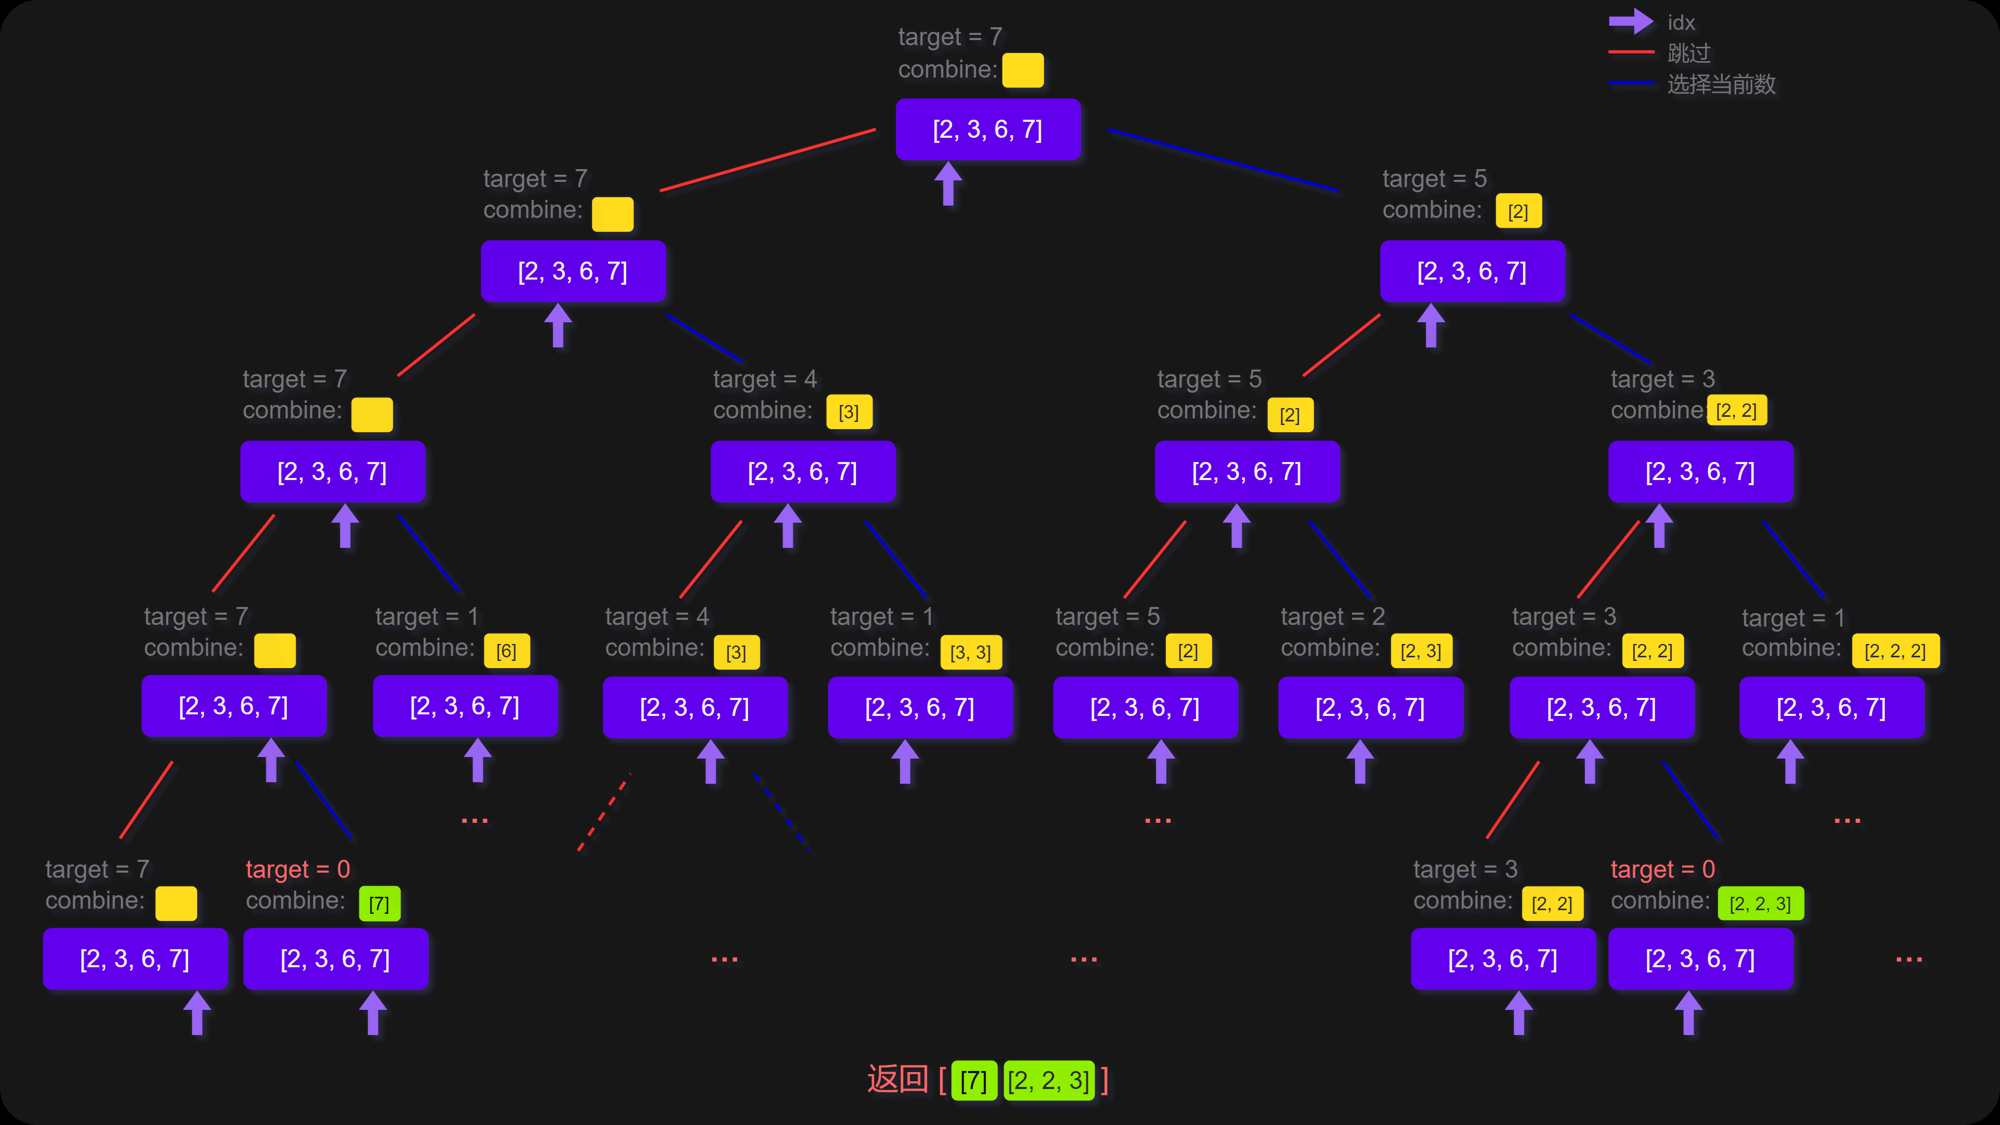 idx
跳过
选择当前数
target = 7
combine:
[2, 3, 6, 7]
target = 7
combine:
[2, 3, 6, 7]
target = 5
combine: [2]
[2, 3, 6, 7]
target = 7
combine:
[2, 3, 6, 7]
target = 4
combine: [3]
[2, 3, 6, 7]
target = 5
combine: [2]
[2, 3, 6, 7]
target = 3
combine: [2, 2]
[2, 3, 6, 7]
target = 7
combine:
[2, 3, 6, 7]
target = 1
combine: [6]
[2, 3, 6, 7]
...
target = 4
combine: [3]
[2, 3, 6, 7]
target = 1
combine: [3, 3]
[2, 3, 6, 7]
target = 5
combine: [2]
[2, 3, 6, 7]
...
target = 2
combine: [2, 3]
[2, 3, 6, 7]
target = 3
combine: [2, 2]
[2, 3, 6, 7]
target = 1
combine: [2, 2, 2]
[2, 3, 6, 7]
...
target = 7
combine:
[2, 3, 6, 7]
target = 0
combine: [7]
[2, 3, 6, 7]
...
...
target = 3
combine: [2, 2]
[2, 3, 6, 7]
target = 0
combine: [2, 2, 3]
[2, 3, 6, 7]
...
返回 [ [7] [2, 2, 3] ]